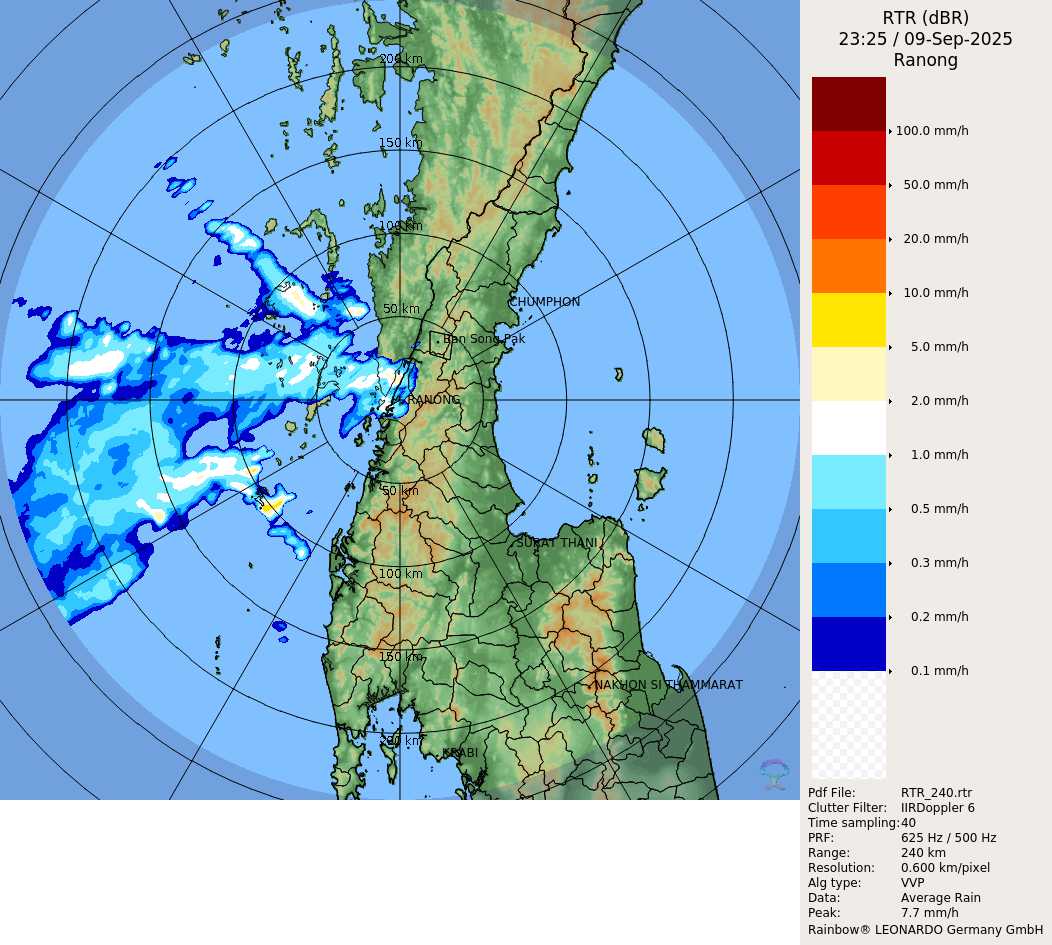 RTR (dBR)
23:25 / 09-Sep-2025
Ranong
200 km
150 km
100 km
50 km
CHUMPHON
Ban Song Pak
RANONG
50 km
SURAT THANI
100 km
150 km
NAKHON SI THAMMARAT
200 km
KRABI
100.0 mm/h
50.0 mm/h
20.0 mm/h
10.0 mm/h
5.0 mm/h
2.0 mm/h
1.0 mm/h
0.5 mm/h
0.3 mm/h
0.2 mm/h
0.1 mm/h
Pdf File: RTR_240.rtr
Clutter Filter: IIRDoppler 6
Time sampling:40
PRF: 625 Hz / 500 Hz
Range: 240 km
Resolution: 0.600 km/pixel
Alg type: VVP
Data: Average Rain
Peak: 7.7 mm/h
Rainbow® LEONARDO Germany GmbH